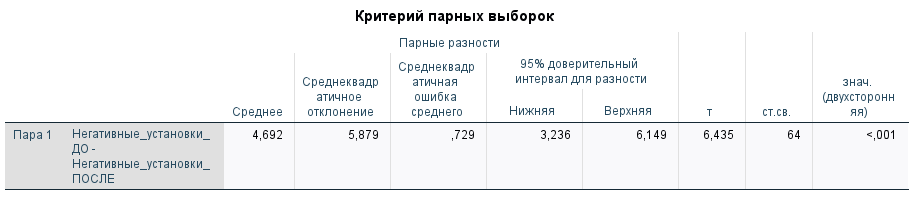 Критерий парных выборок
Парные разности
95% доверительный
интервал для разности
Среднее
Среднеквадр
атичное
отклонение
Среднеквадр
атичная
ошибка
среднего
Нижняя
Верхняя
т
ст.св.
знач.
(двухсторонн
яя)
Пара 1
Негативные_установки_
ДО -
Негативные_установки_
ПОСЛЕ
4,692
5,879
,729
3,236
6,149
6,435
64
<,001